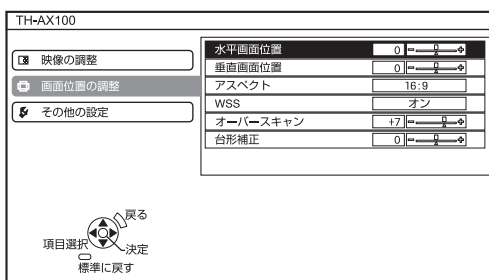 TH-AX100
映像の調整
画面位置の調整
その他の設定
水平画面位置 0
垂直画面位置 0
アスペクト 16:9
WSS オン
オーバースキャン +7
台形補正 0
戻る
項目選択
決定
標準に戻す